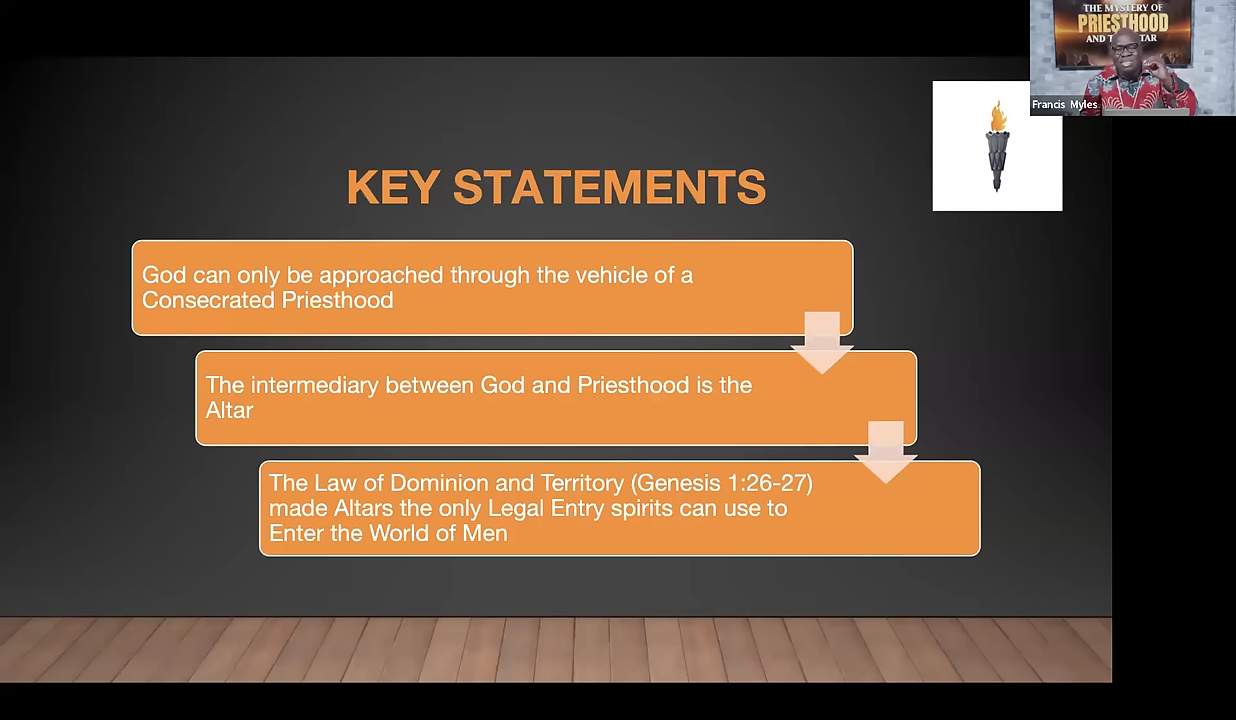 THE MYSTERY OF
PRIESTHOOD
AND
TAR
Francis Myles
KEY STATEMENTS
God can only be approached through the vehicle of a
Consecrated Priesthood
The intermediary between God and Priesthood is the
Altar
The Law of Dominion and Territory (Genesis 1:26-27)
made Altars the only Legal Entry spirits can use to
Enter the World of Men